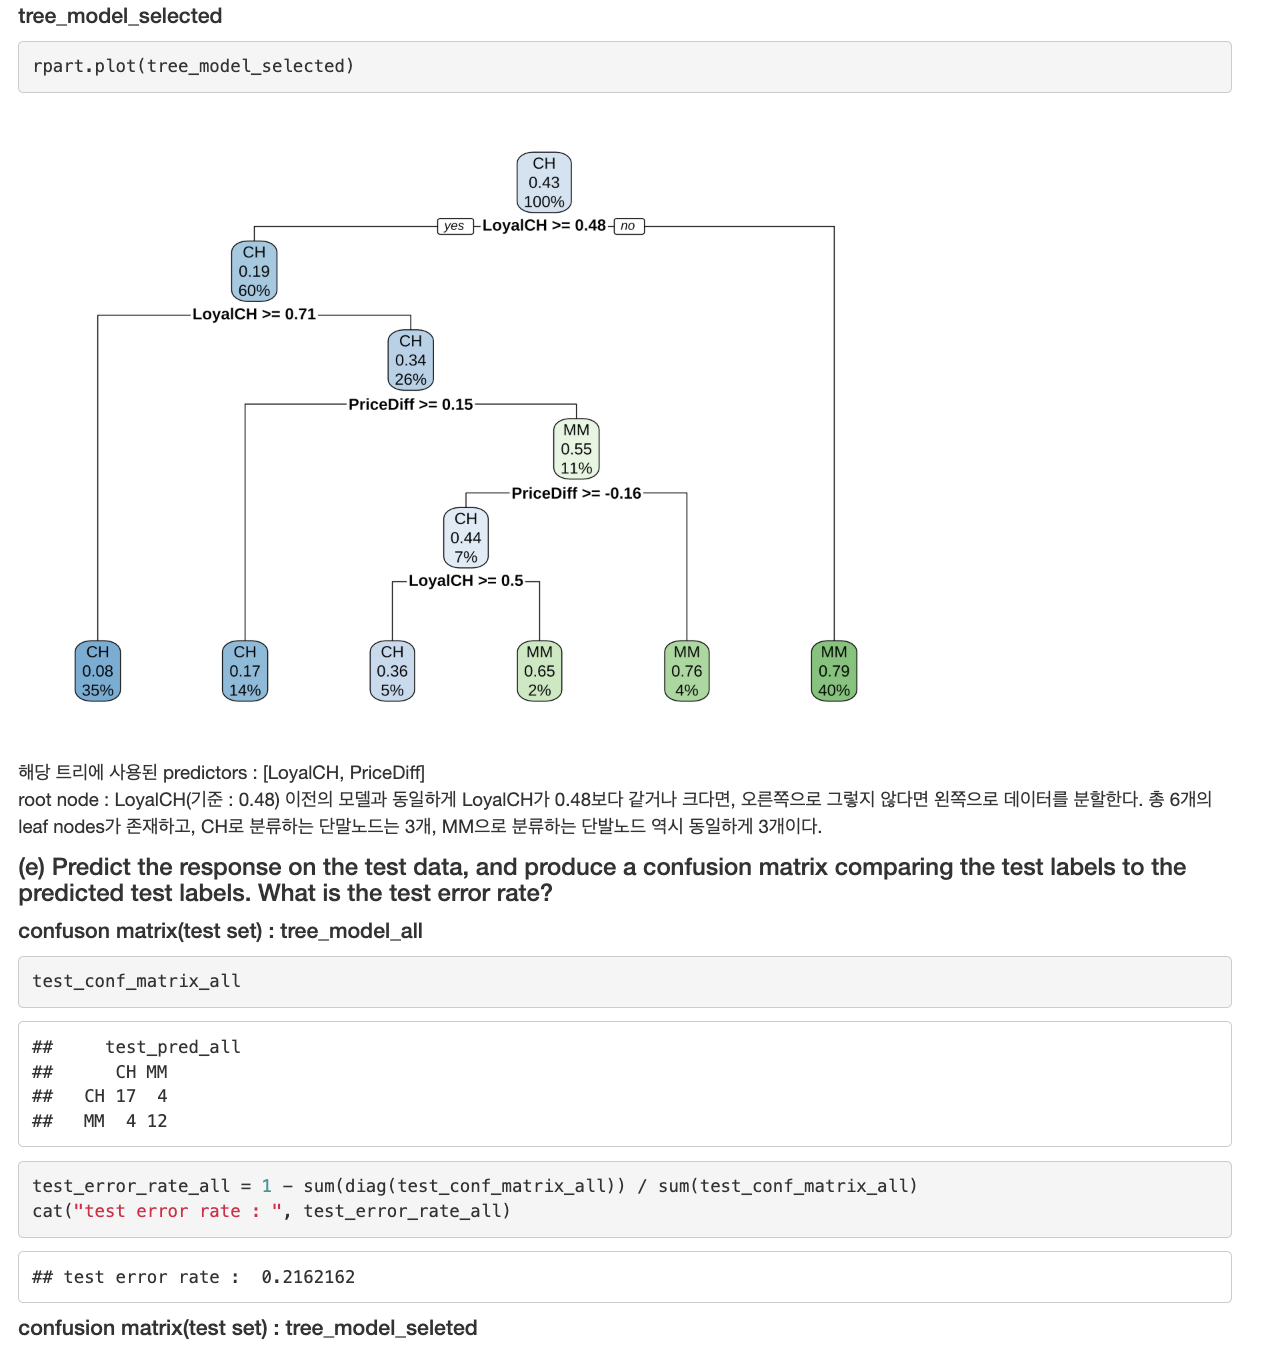 tree_model_selected
rpart.plot(tree_model_selected)
CH
0.43
100%
yes LoyalCH >= 0.48 no
CH
0.19
60%
LoyalCH >= 0.71
CH
0.34
26%
PriceDiff >= 0.15
MM
0.55
11%
PriceDiff >= -0.16
CH
0.44
7%
LoyalCH >= 0.5
CH CH CH MM MM MM
0.08 0.17 0.36 0.65 0.76 0.79
35% 14% 5% 2% 4% 40%
해당 트리에 사용된 predictors : [LoyalCH, PriceDiff]
root node : LoyalCH(기준 : 0.48) 이전의 모델과 동일하게 LoyalCH가 0.48보다 같거나 크다면, 오른쪽으로 그렇지 않다면 왼쪽으로 데이터를 분할한다. 총 6개의
leaf nodes가 존재하고, CH로 분류하는 단말노드는 3개, MM으로 분류하는 단발노드 역시 동일하게 3개이다.
(e) Predict the response on the test data, and produce a confusion matrix comparing the test labels to the
predicted test labels. What is the test error rate?
confuson matrix(test set) : tree_model_all
test_conf_matrix_all
##     test_pred_all
##      CH MM
##   CH 17  4
##   MM  4 12
test_error_rate_all = 1 - sum(diag(test_conf_matrix_all)) / sum(test_conf_matrix_all)
cat("test error rate : ", test_error_rate_all)
## test error rate :  0.2162162
confusion matrix(test set) : tree_model_seleted